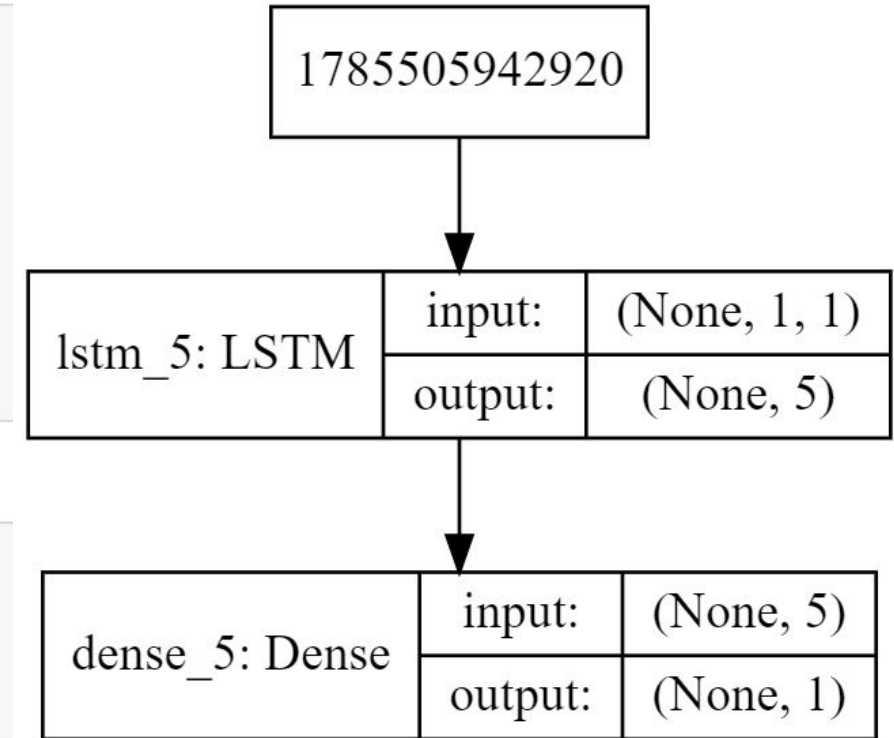 1785505942920
lstm_5: LSTM
input:
(None, 1, 1)
output:
(None, 5)
dense_5: Dense
input:
(None, 5)
output:
(None, 1)